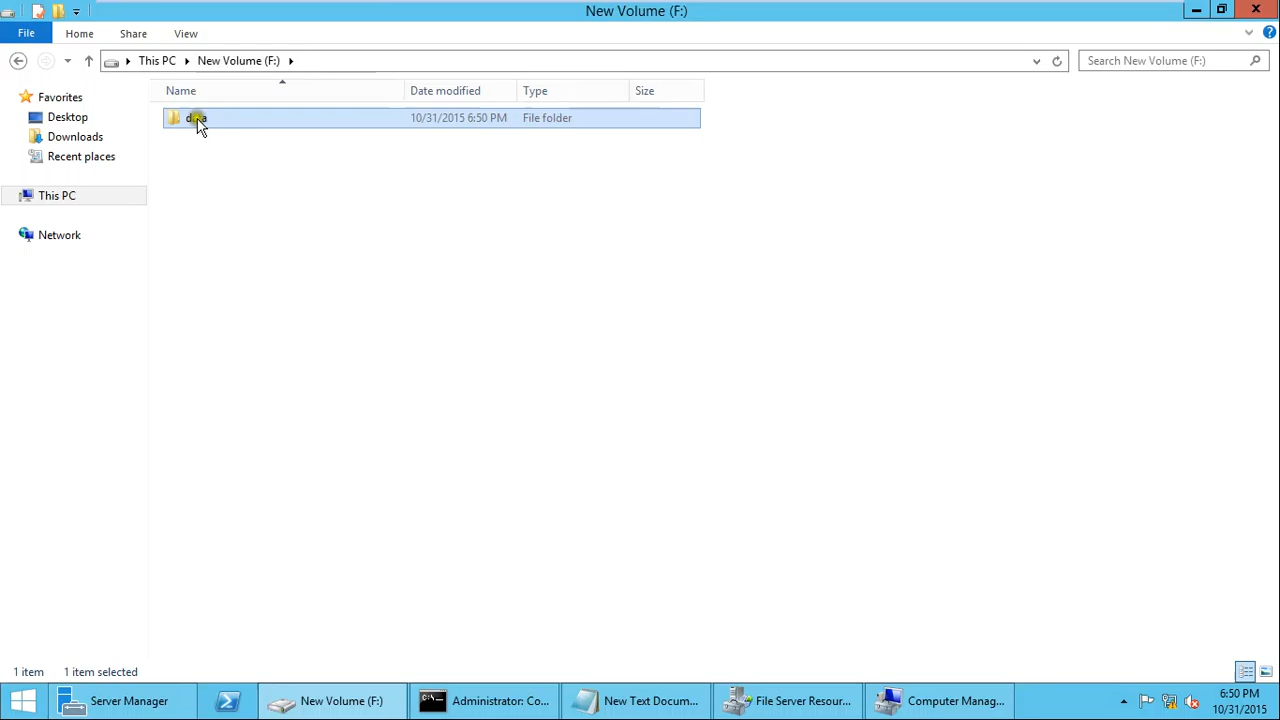 New Volume (F:)
File
Home
Share
View
This PC
New Volume (F:)
Search New Volume (F:)
Name
Date modified
Type
Size
Favorites
Desktop
Downloads
Recent places
This PC
Network
data
10/31/2015 6:50 PM
File folder
1 item
1 item selected
Server Manager
New Volume (F:)
Administrator: Co...
New Text Docum...
File Server Resour...
Computer Manag...
6:50 PM
10/31/2015